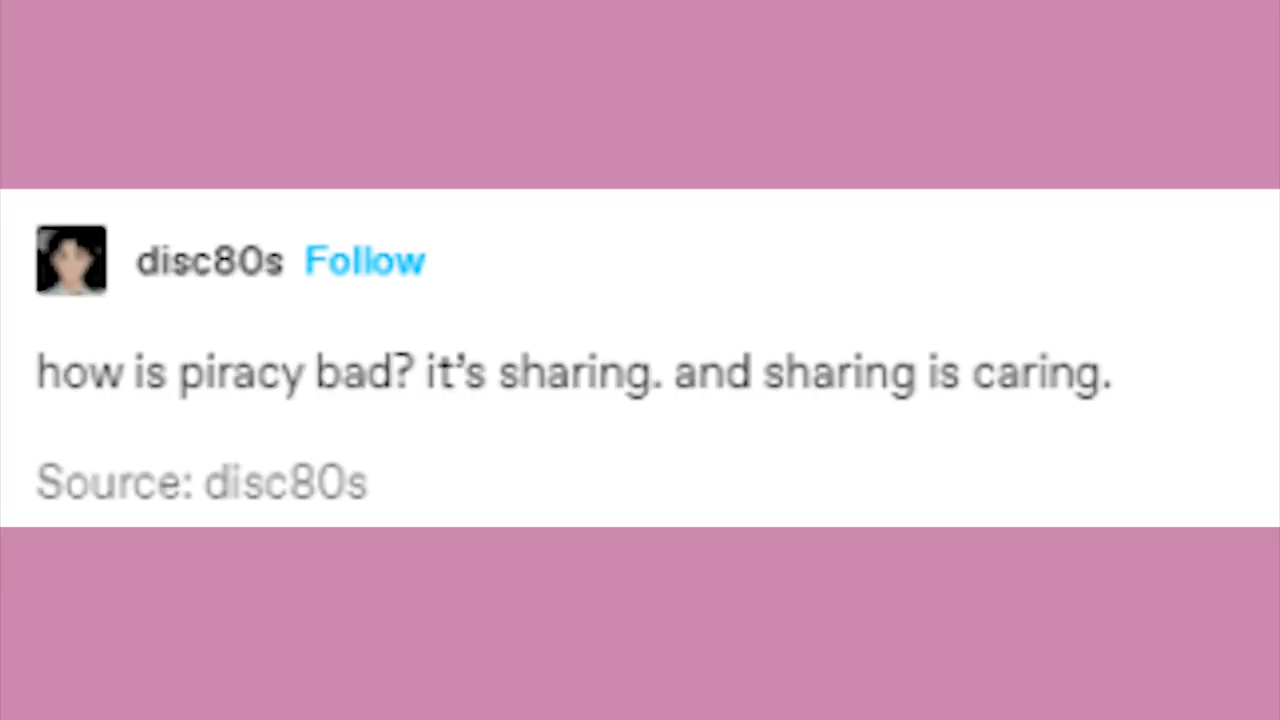 disc80s Follow
how is piracy bad? it's sharing. and sharing is caring.
Source: disc80s